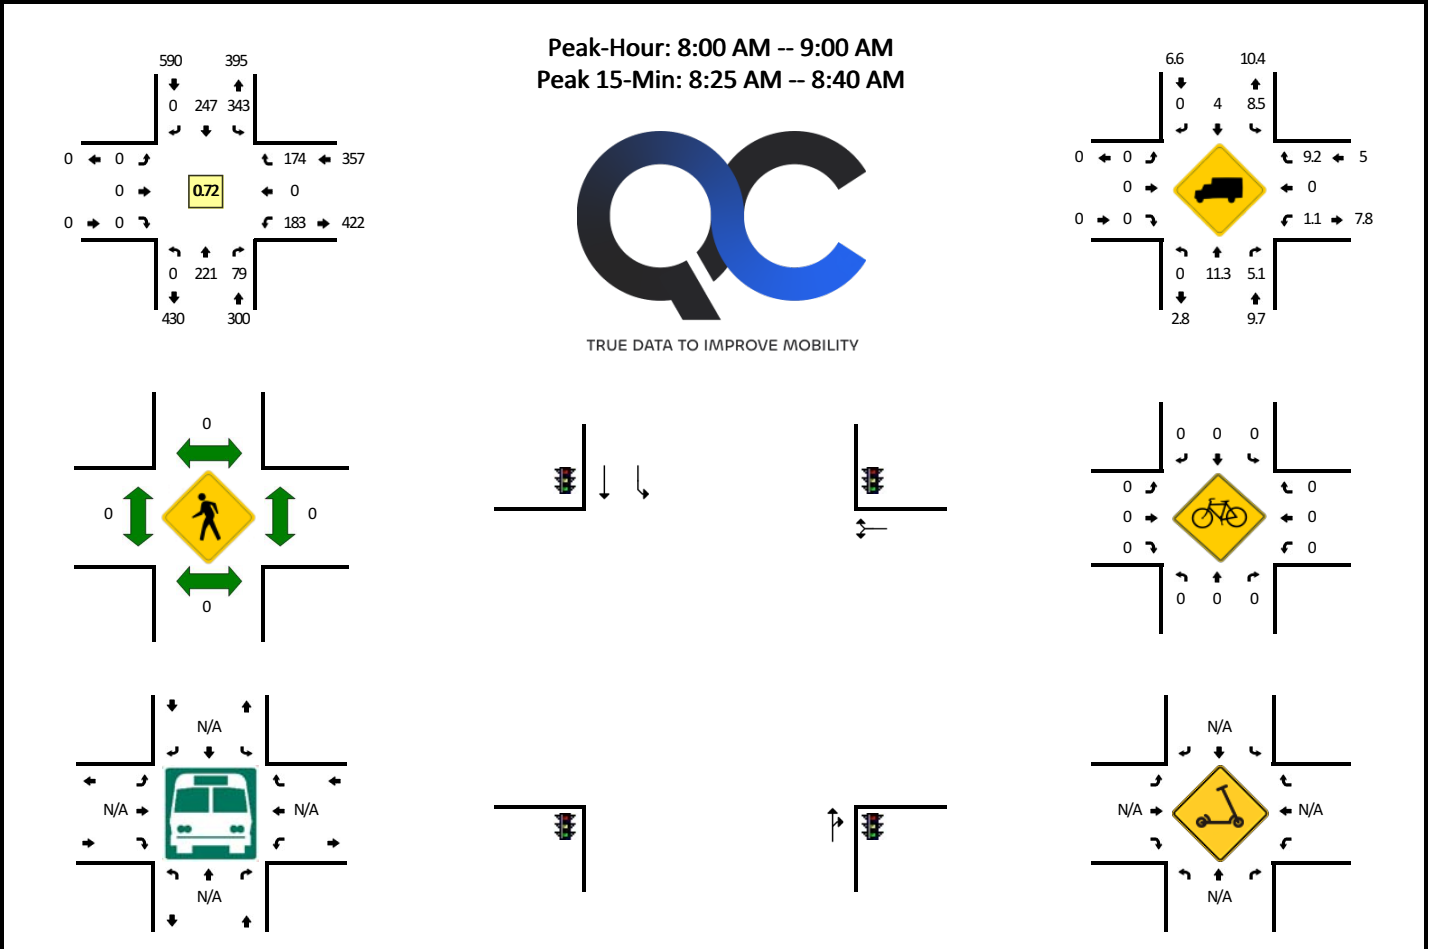 Peak-Hour: 8:00 AM -- 9:00 AM
Peak 15-Min: 8:25 AM -- 8:40 AM
590 395
0 247 343
0 0 174 357
0 0.72 0
0 0 183 422
0 221 79
430 300
QC
TRUE DATA TO IMPROVE MOBILITY
6.6 10.4
0 4 8.5
0 0 9.2 5
0 0
0 0 1.1 7.8
0 11.3 5.1
2.8 9.7
0
0 0
0
0 0 0
0 0
0 0
0 0
0 0 0
N/A
N/A N/A
N/A
N/A
N/A N/A
N/A